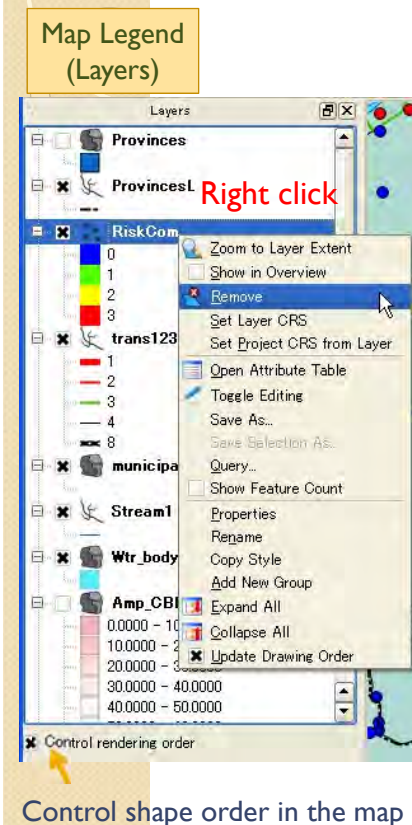 Map Legend
(Layers)
Layers
Provinces
ProvincesL
Right click
RiskCom
0
1
2
3
trans123
1
2
3
4
8
municipa
Stream1
Wtr_body
Amp_CBI
0.0000 - 10
10.0000 - 2
20.0000 - 30.0000
30.0000 - 40.0000
40.0000 - 50.0000
Zoom to Layer Extent
Show in Overview
Remove
Set Layer CRS
Set Project CRS from Layer
Open Attribute Table
Toggle Editing
Save As...
Save Selection As...
Query...
Show Feature Count
Properties
Rename
Copy Style
Add New Group
Expand All
Collapse All
Update Drawing Order
Control rendering order
Control shape order in the map